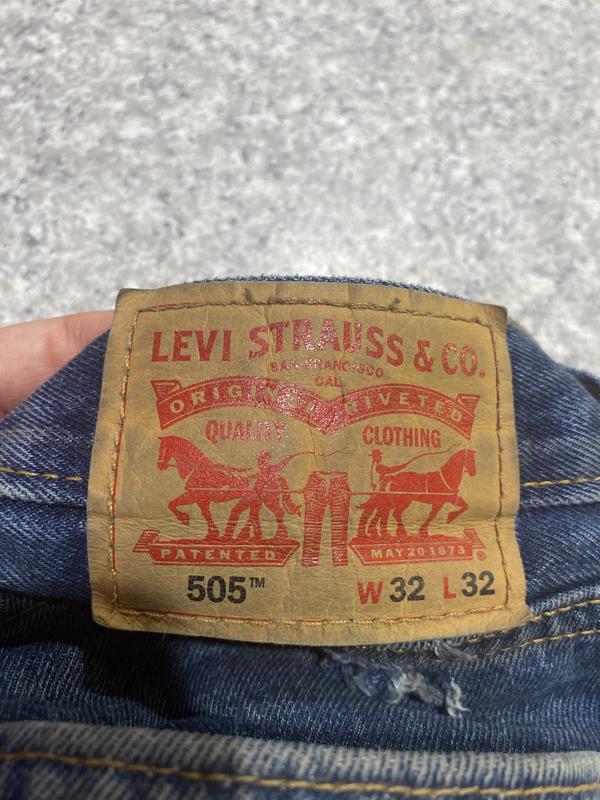 LEVI STRAUSS & CO.
SAN FRANCISCO
CAL
ORIGINAL RIVETED
QUALITY CLOTHING
PATENTED MAY 20 1873
505™ W 32 L 32